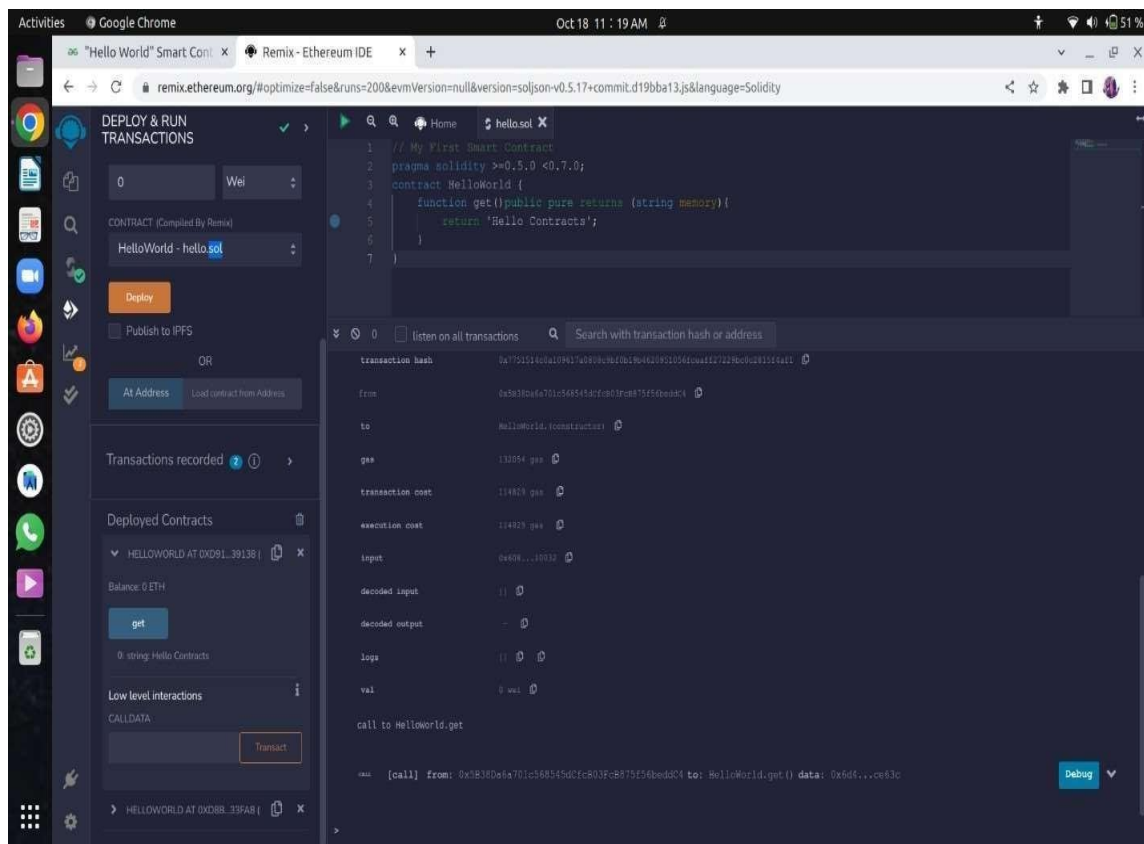 Activities Google Chrome Oct 18 11:19 AM 51%
"Hello World" Smart Cont Remix - Ethereum IDE
remix.ethereum.org/#optimize=false&runs=200&evmVersion=null&version=soljson-v0.5.17+commit.d19bba13.js&language=Solidity
DEPLOY & RUN
TRANSACTIONS
0 Wei
CONTRACT (Compiled By Remix)
HelloWorld - hello.sol
Deploy
Publish to IPFS
OR
At Address Load contract from Address
Transactions recorded 2 i
Deployed Contracts
HELLOWORLD AT 0XD91...39138 (
Balance: 0 ETH
get
0: string: Hello Contracts
Low level interactions
CALLDATA
Transact
HELLOWORLD AT 0XD8B...33FA8 (
Home hello.sol
1 // My First Smart Contract
2 pragma solidity >=0.5.0 <0.7.0;
3 contract HelloWorld {
4 function get()public pure returns (string memory){
5 return 'Hello Contracts';
6 }
7 }
0 listen on all transactions Search with transaction hash or address
transaction hash
from 0x5B38Da6a701c568545dCfcB03FcB875f56beddC4
to HelloWorld.(constructor)
gas 132054 gas
transaction cost 114829 gas
execution cost 114829 gas
input 0x608...10032
decoded input {}
decoded output -
logs []
val 0 wei
call to HelloWorld.get
CALL [call] from: 0x5B38Da6a701c568545dCfcB03FcB875f56beddC4 to: HelloWorld.get() data: 0x6d4...ce63c
Debug
>